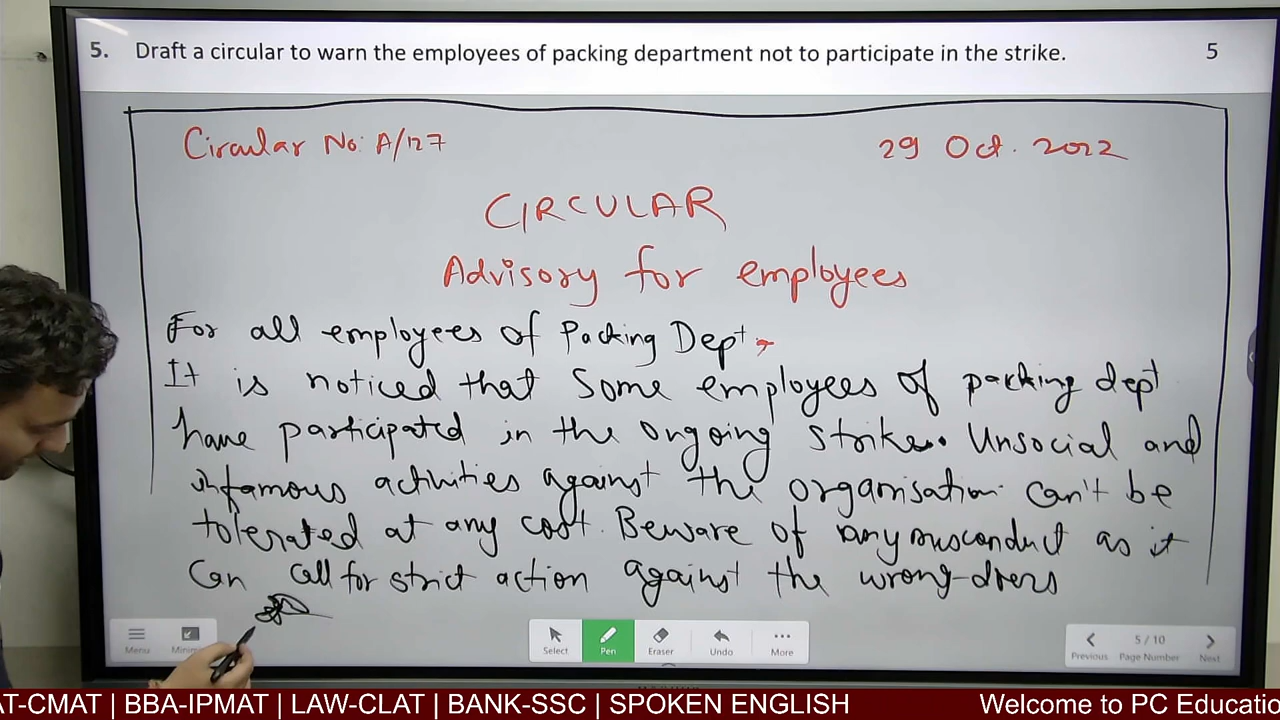 5. Draft a circular to warn the employees of packing department not to participate in the strike. 5
Circular No: A/127 29 Oct. 2022
CIRCULAR
Advisory for employees
For all employees of Packing Dept,
It is noticed that some employees of packing dept
have participated in the ongoing strike. Unsocial and
infamous activities against the organisation can't be
tolerated at any cost. Beware of any misconduct as it
can call for strict action against the wrong-doers
Menu
Select Pen Eraser Undo More
5 / 10
Previous Page Number Next
AT-CMAT | BBA-IPMAT | LAW-CLAT | BANK-SSC | SPOKEN ENGLISH Welcome to PC Educatio